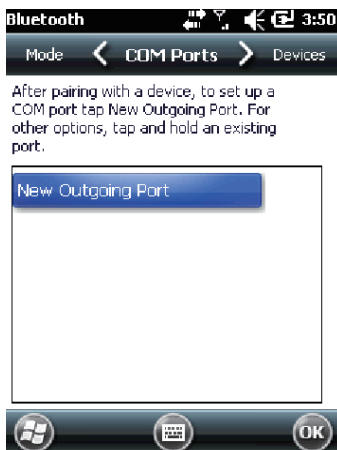 Bluetooth 3:50
Mode COM Ports Devices
After pairing with a device, to set up a
COM port tap New Outgoing Port. For
other options, tap and hold an existing
port.
New Outgoing Port
OK